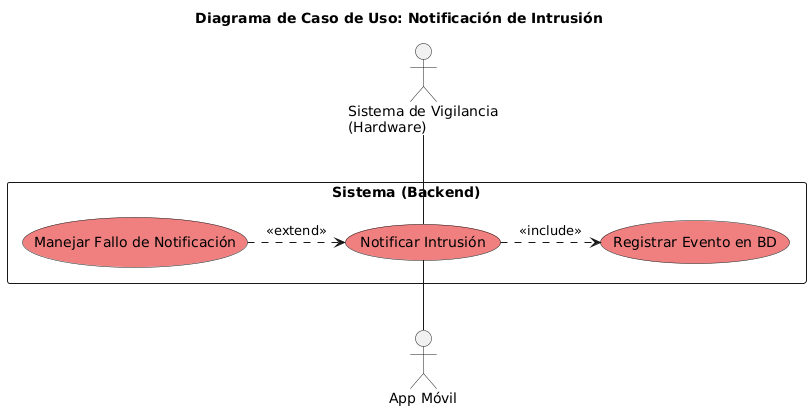 Diagrama de Caso de Uso: Notificación de Intrusión
Sistema de Vigilancia
(Hardware)
Sistema (Backend)
Manejar Fallo de Notificación
«extend»
Notificar Intrusión
«include»
Registrar Evento en BD
App Móvil